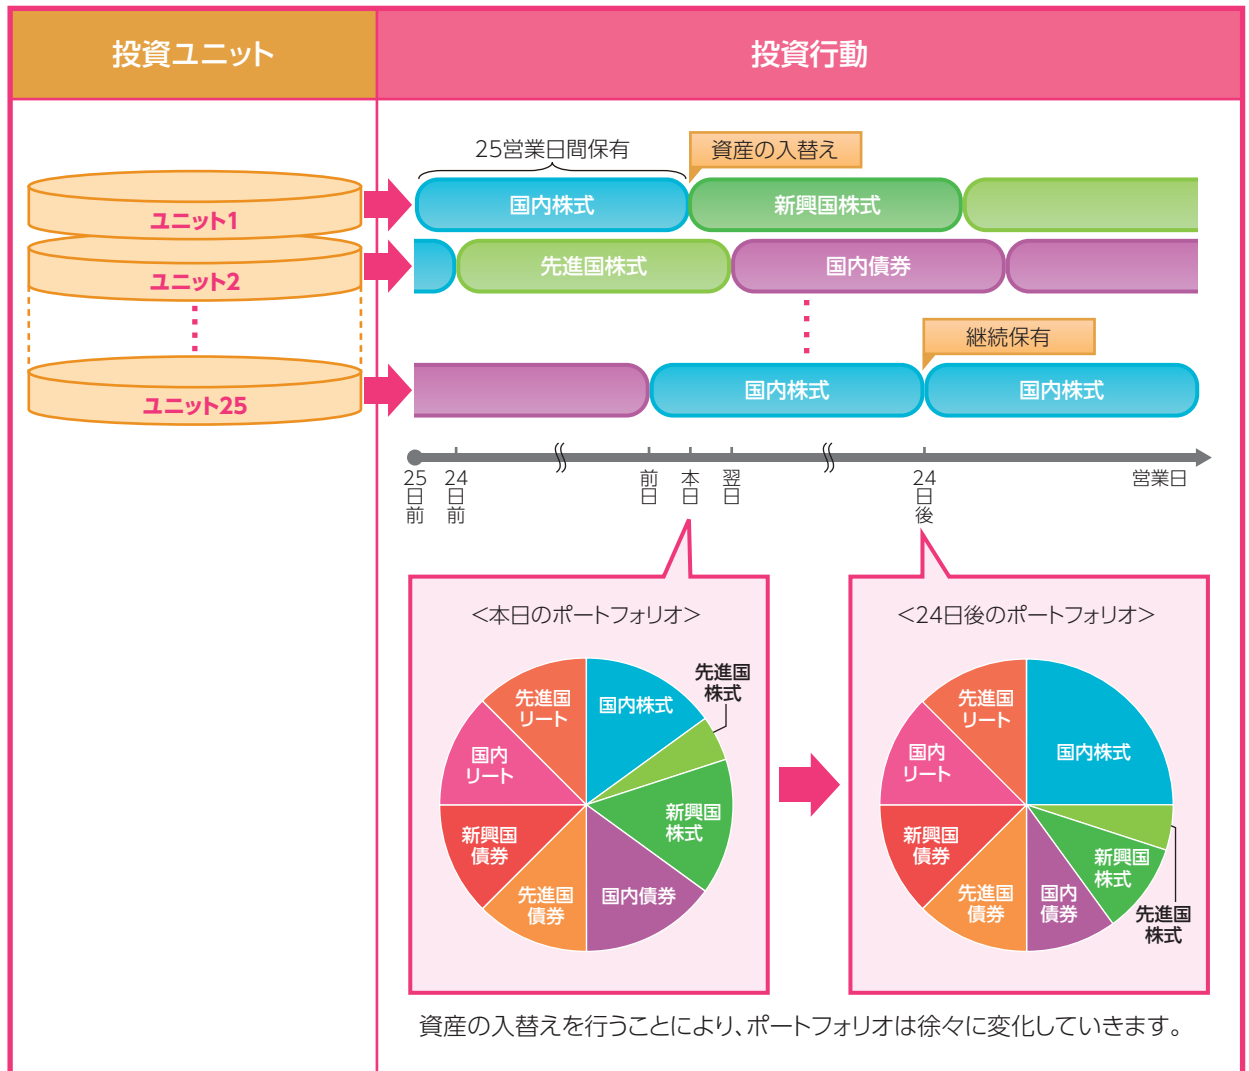 投資ユニット
投資行動
25営業日間保有
資産の入替え
ユニット1
国内株式
新興国株式
ユニット2
先進国株式
国内債券
継続保有
ユニット25
国内株式
国内株式
25日前
24日前
前日
本日
翌日
24日後
営業日
<本日のポートフォリオ>
国内株式
先進国
株式
新興国
株式
国内債券
先進国
債券
新興国
債券
国内
リート
先進国
リート
<24日後のポートフォリオ>
国内株式
先進国
株式
新興国
株式
国内
債券
先進国
債券
新興国
債券
国内
リート
先進国
リート
資産の入替えを行うことにより、ポートフォリオは徐々に変化していきます。